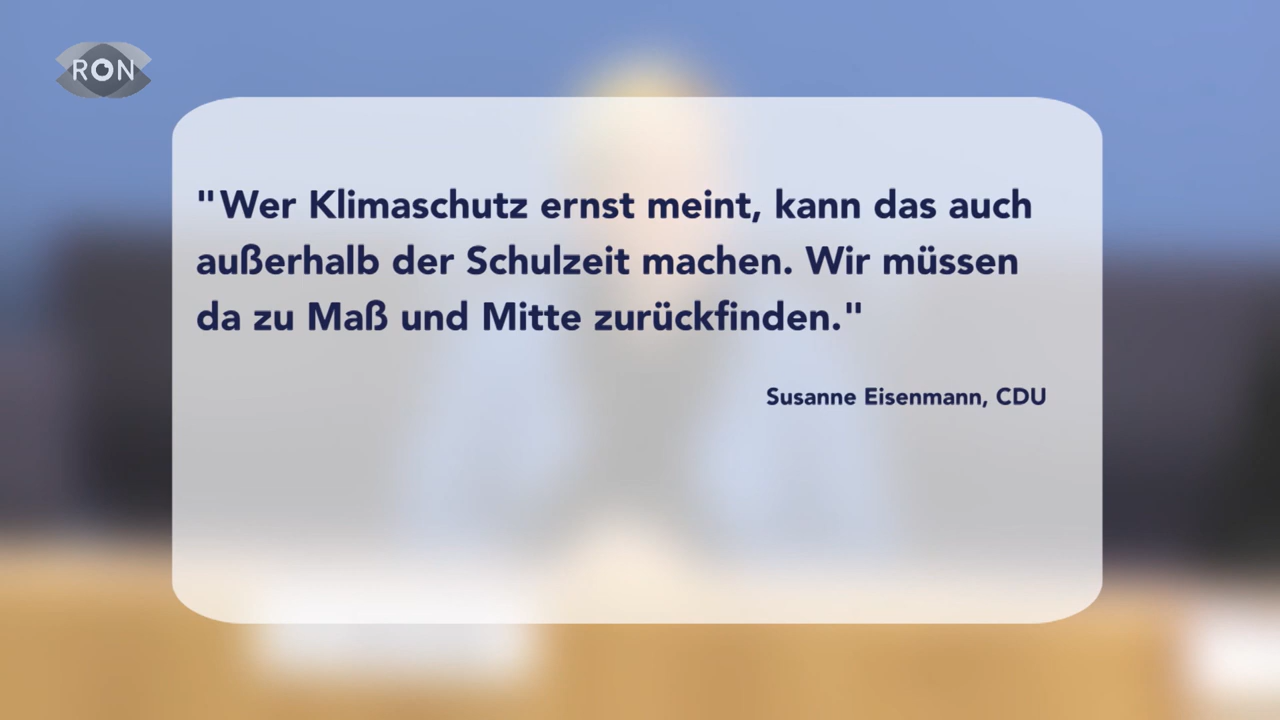 RON
"Wer Klimaschutz ernst meint, kann das auch
außerhalb der Schulzeit machen. Wir müssen
da zu Maß und Mitte zurückfinden."
Susanne Eisenmann, CDU